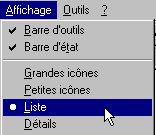 Affichage Outils ?
Barre d'outils
Barre d'état
Grandes icônes
Petites icônes
Liste
Détails